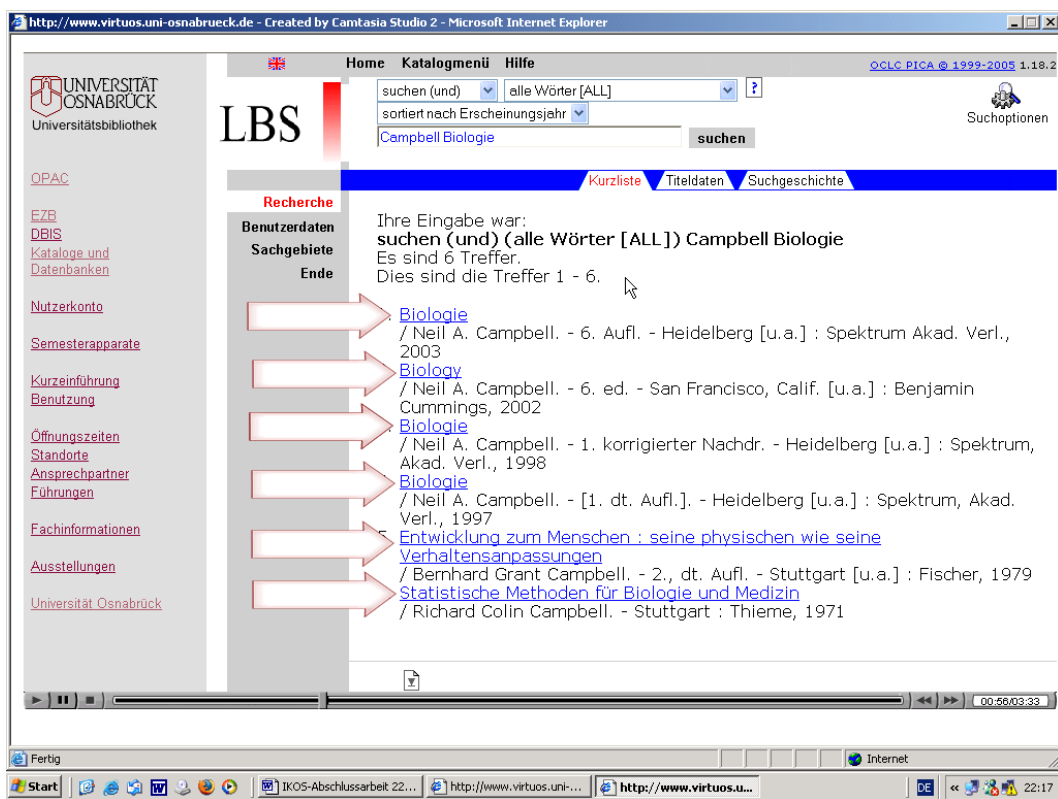 http://www.virtuos.uni-osnabrueck.de - Created by Camtasia Studio 2 - Microsoft Internet Explorer
Home Katalogmenü Hilfe
OCLC PICA @ 1999-2005 1.18.2
UNIVERSITÄT
OSNABRÜCK
Universitätsbibliothek
LBS
suchen (und) alle Wörter [ALL] ?
sortiert nach Erscheinungsjahr
Campbell Biologie suchen
Suchoptionen
Kurzliste Titeldaten Suchgeschichte
OPAC
EZB
DBIS
Kataloge und
Datenbanken
Nutzerkonto
Semesterapparate
Kurzeinführung
Benutzung
Öffnungszeiten
Standorte
Ansprechpartner
Führungen
Fachinformationen
Ausstellungen
Universität Osnabrück
Recherche
Benutzerdaten
Sachgebiete
Ende
Ihre Eingabe war:
suchen (und) (alle Wörter [ALL]) Campbell Biologie
Es sind 6 Treffer.
Dies sind die Treffer 1 - 6.
Biologie
/ Neil A. Campbell. - 6. Aufl. - Heidelberg [u.a.] : Spektrum Akad. Verl.,
2003
Biology
/ Neil A. Campbell. - 6. ed. - San Francisco, Calif. [u.a.] : Benjamin
Cummings, 2002
Biologie
/ Neil A. Campbell. - 1. korrigierter Nachdr. - Heidelberg [u.a.] : Spektrum,
Akad. Verl., 1998
Biologie
/ Neil A. Campbell. - [1. dt. Aufl.]. - Heidelberg [u.a.] : Spektrum, Akad.
Verl., 1997
Entwicklung zum Menschen : seine physischen wie seine
Verhaltensanpassungen
/ Bernhard Grant Campbell. - 2., dt. Aufl. - Stuttgart [u.a.] : Fischer, 1979
Statistische Methoden für Biologie und Medizin
/ Richard Colin Campbell. - Stuttgart : Thieme, 1971
00:56/03:33
Fertig
Internet
Start
IKOS-Abschlussarbeit 22...
http://www.virtuos.uni-...
http://www.virtuos.u...
DE
22:17